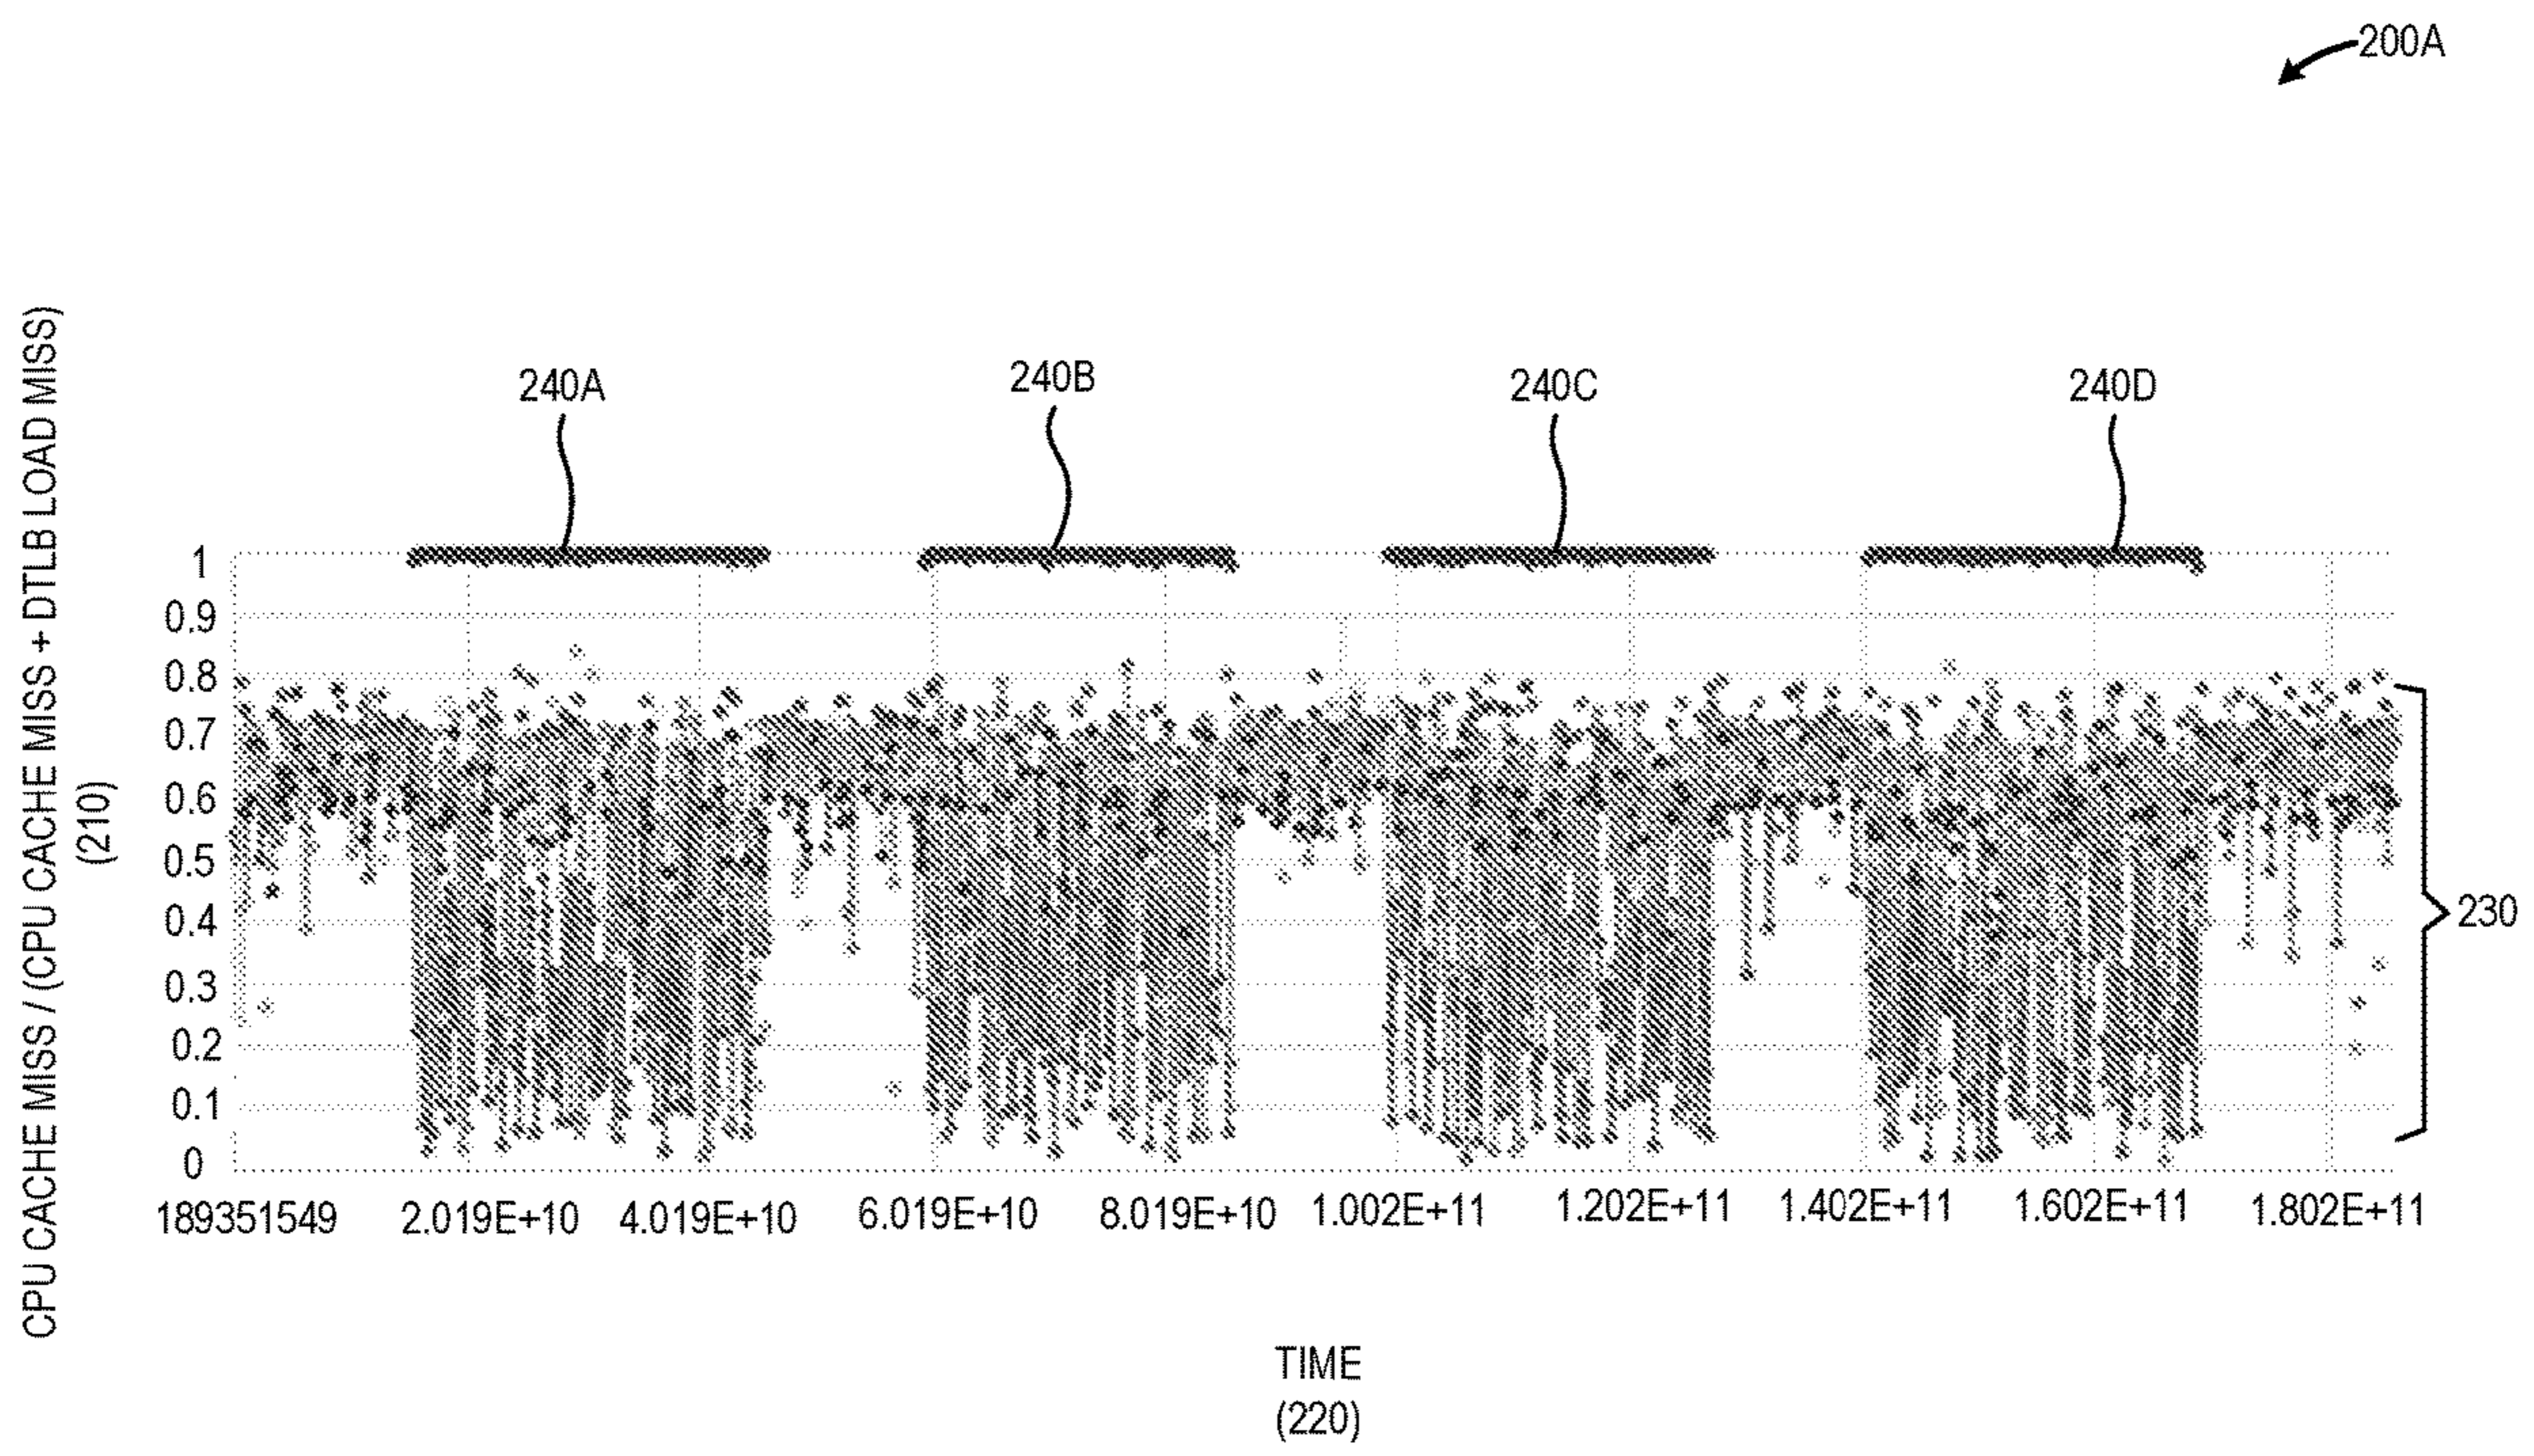 200A
CPU CACHE MISS / (CPU CACHE MISS + DTLB LOAD MISS)
(210)
240A
240B
240C
240D
1
0.9
0.8
0.7
0.6
0.5
0.4
0.3
0.2
0.1
0
230
189351549
2.019E+10
4.019E+10
6.019E+10
8.019E+10
1.002E+11
1.202E+11
1.402E+11
1.602E+11
1.802E+11
TIME
(220)